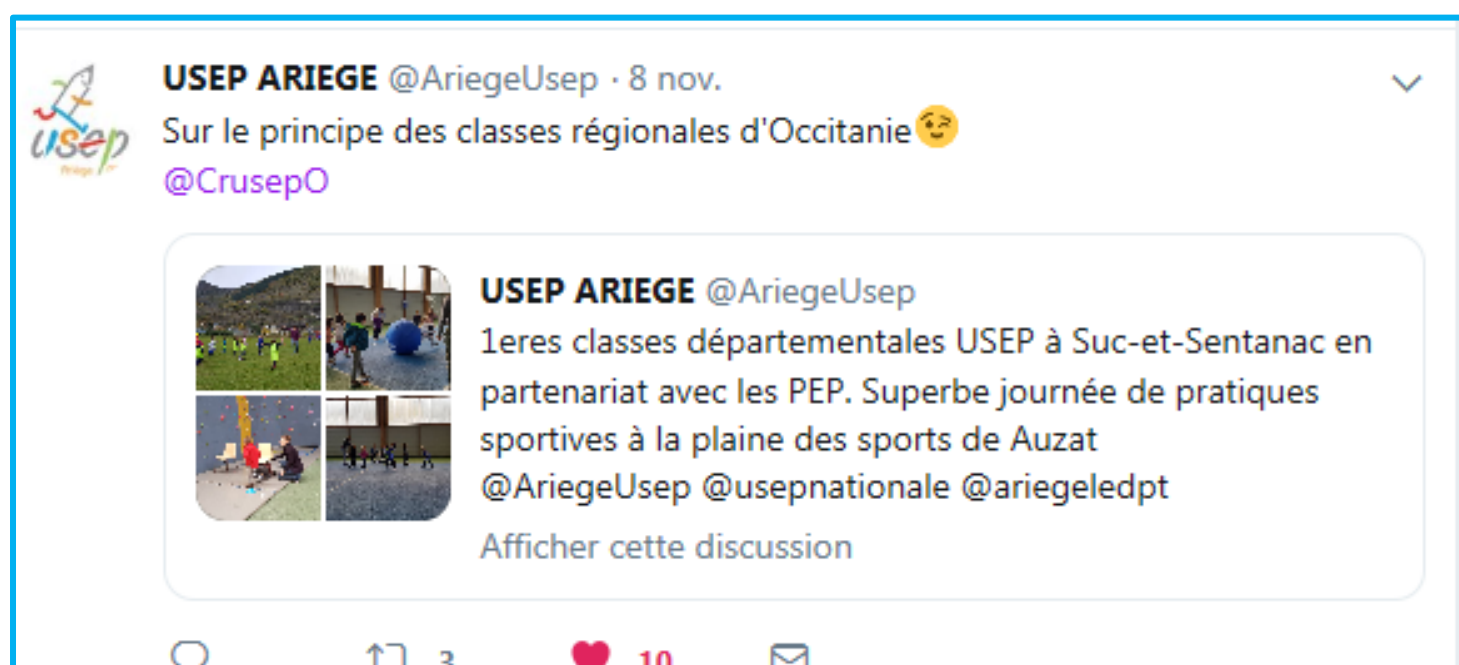 USEP ARIEGE @AriegeUsep · 8 nov.
Sur le principe des classes régionales d'Occitanie😉
@CrusepO
usep
Ariège
USEP ARIEGE @AriegeUsep
1eres classes départementales USEP à Suc-et-Sentanac en
partenariat avec les PEP. Superbe journée de pratiques
sportives à la plaine des sports de Auzat
@AriegeUsep @usepnationale @ariegeledpt
Afficher cette discussion
3 10